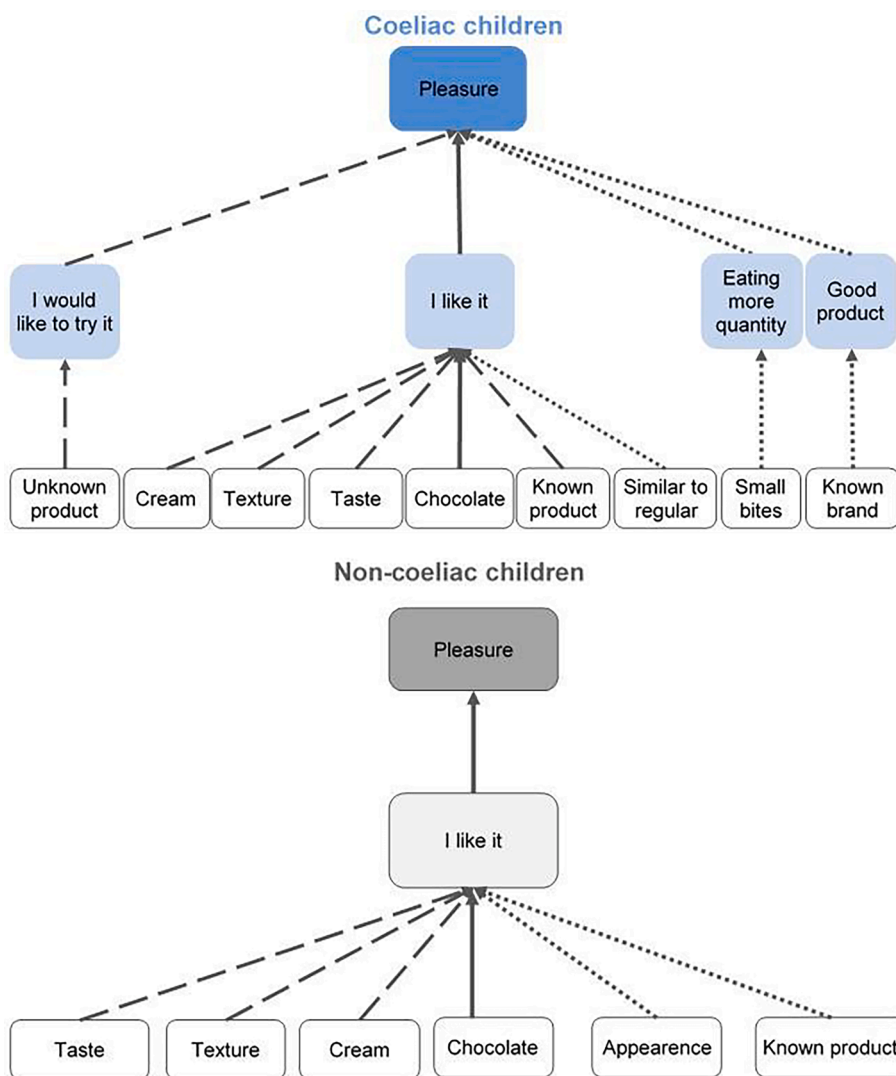 Coeliac children
Pleasure
I would
like to try it
I like it
Eating
more
quantity
Good
product
Unknown
product
Cream
Texture
Taste
Chocolate
Known
product
Similar to
regular
Small
bites
Known
brand
Non-coeliac children
Pleasure
I like it
Taste
Texture
Cream
Chocolate
Appearence
Known product